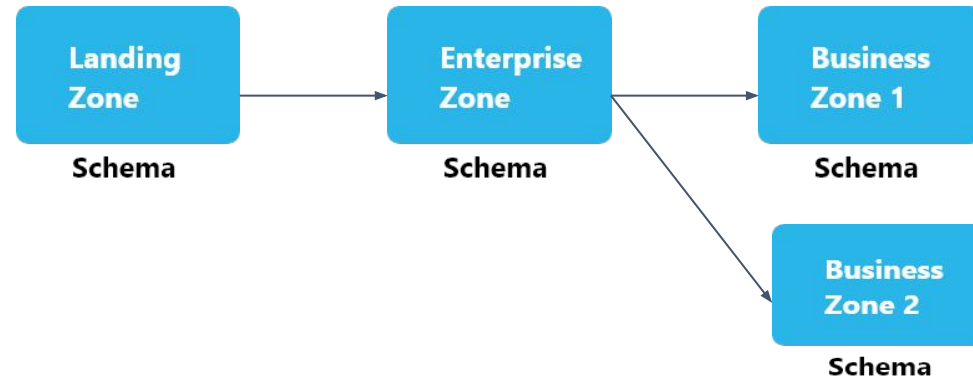 Landing
Zone
Schema
Enterprise
Zone
Schema
Business
Zone 1
Schema
Business
Zone 2
Schema